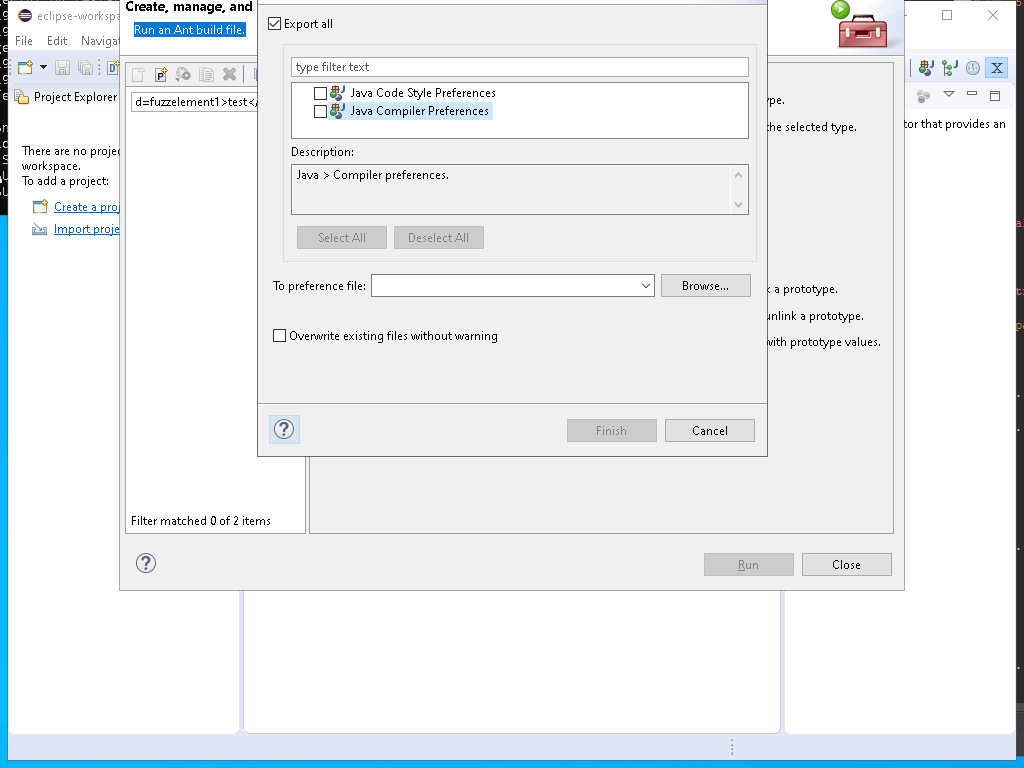 eclipse-workspa
File Edit Navigat
Project Explorer
There are no projec
workspace.
To add a project:
Create a proj
Import proje
Create, manage, and
Run an Ant build file.
d=fuzzelement1>test</
Filter matched 0 of 2 items
Export all
type filter text
Java Code Style Preferences
Java Compiler Preferences
Description:
Java > Compiler preferences.
Select All Deselect All
To preference file: Browse...
Overwrite existing files without warning
Finish Cancel
ype.
he selected type.
k a prototype.
unlink a prototype.
with prototype values.
Run Close
tor that provides an